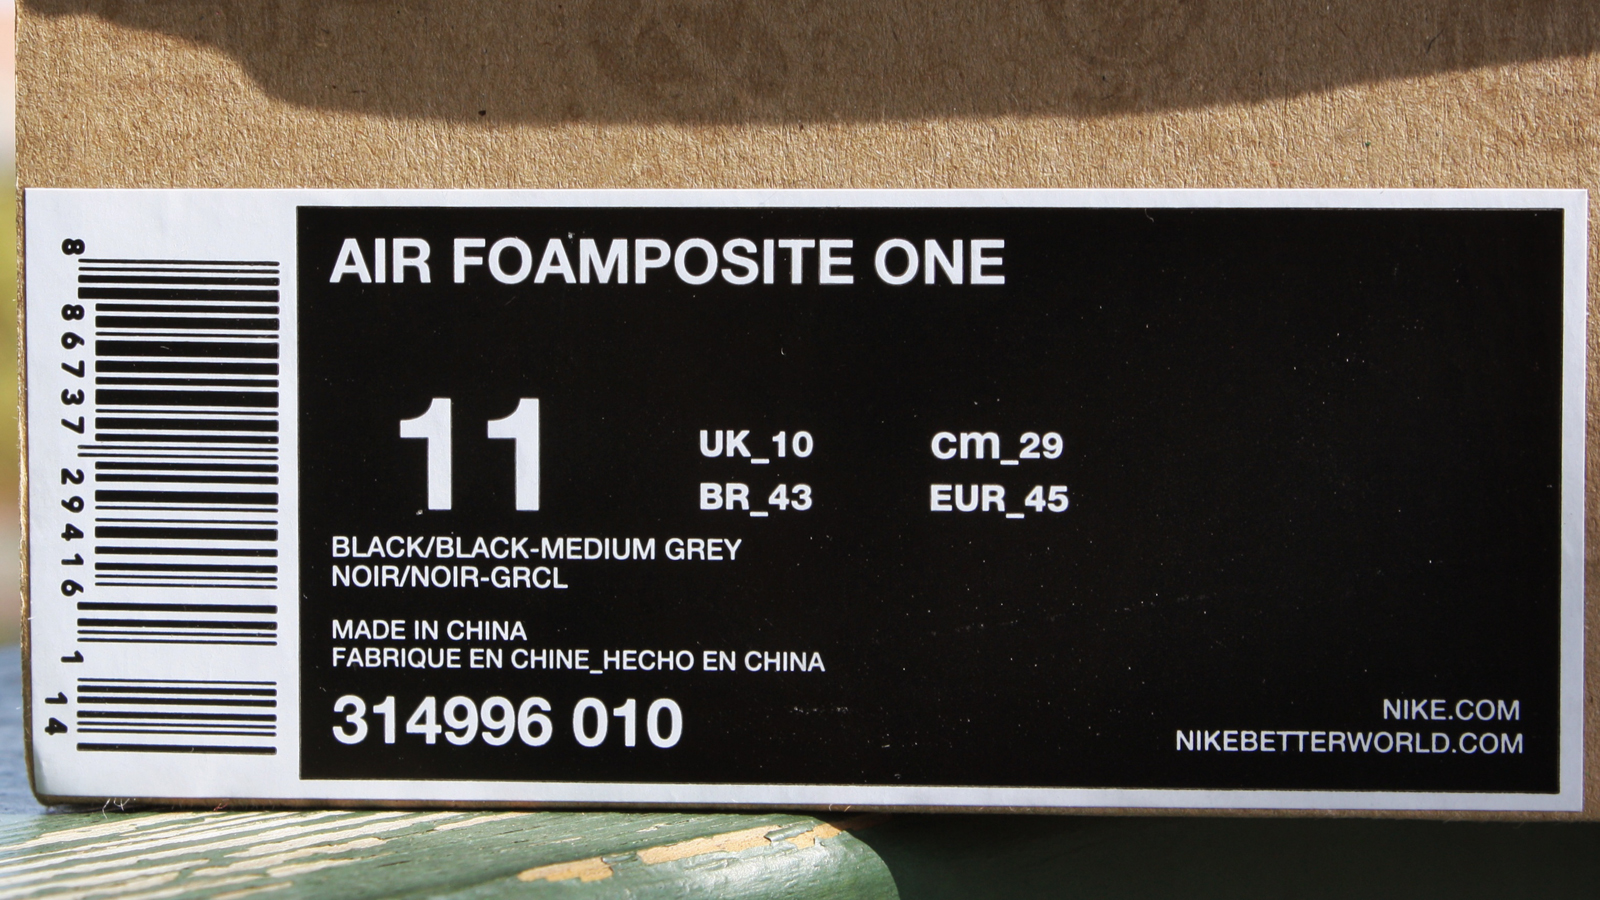 8 86737 29416 1 14
AIR FOAMPOSITE ONE
11
UK_10 cm_29
BR_43 EUR_45
BLACK/BLACK-MEDIUM GREY
NOIR/NOIR-GRCL
MADE IN CHINA
FABRIQUE EN CHINE_HECHO EN CHINA
314996 010
NIKE.COM
NIKEBETTERWORLD.COM